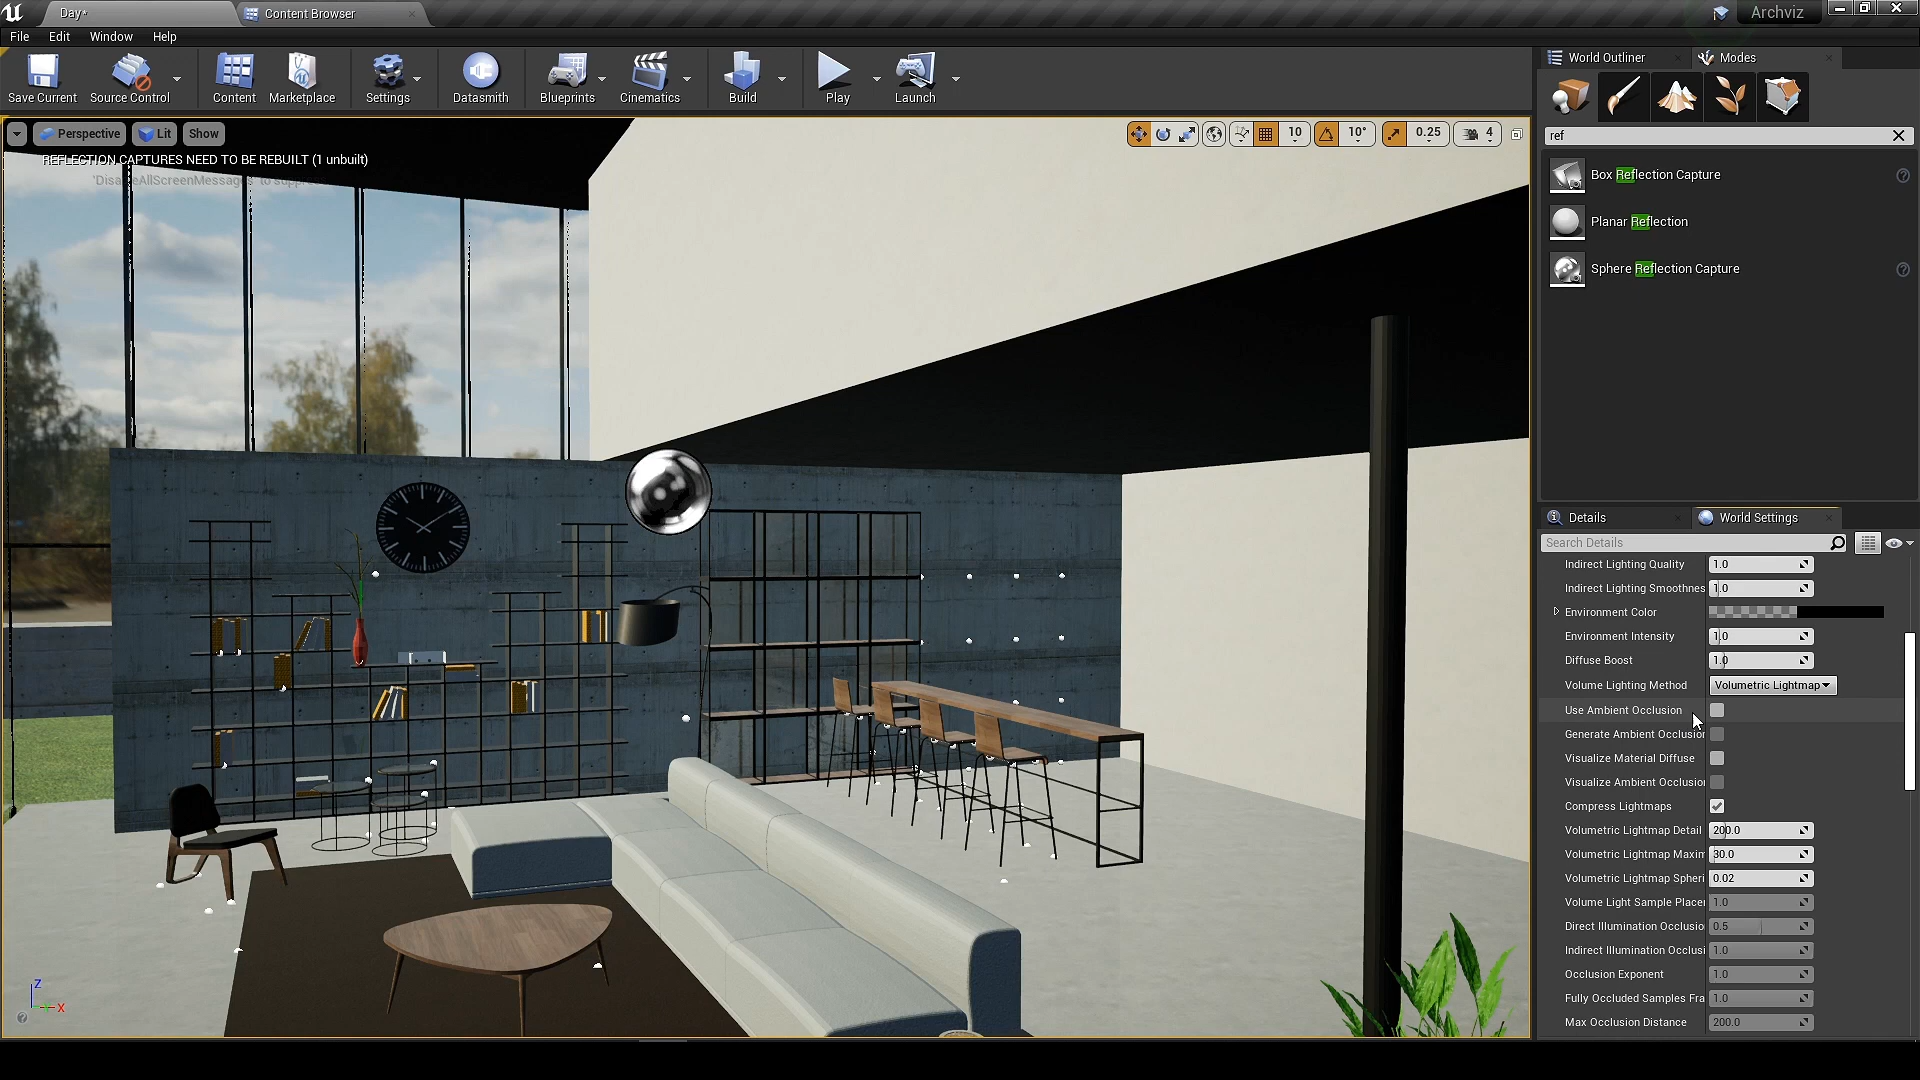 Day*
Content Browser
Archviz
File Edit Window Help
Save Current
Source Control
Content
Marketplace
Settings
Datasmith
Blueprints
Cinematics
Build
Play
Launch
World Outliner
Modes
ref
Box Reflection Capture
Planar Reflection
Sphere Reflection Capture
Perspective
Lit
Show
10
10°
0.25
4
REFLECTION CAPTURES NEED TO BE REBUILT (1 unbuilt)
'DisableAllScreenMessages' to suppress
Z
X
Details
World Settings
Search Details
Indirect Lighting Quality 1.0
Indirect Lighting Smoothnes 1.0
Environment Color
Environment Intensity 1.0
Diffuse Boost 1.0
Volume Lighting Method Volumetric Lightmap
Use Ambient Occlusion
Generate Ambient Occlusion
Visualize Material Diffuse
Visualize Ambient Occlusion
Compress Lightmaps
Volumetric Lightmap Detail 200.0
Volumetric Lightmap Maxim 30.0
Volumetric Lightmap Spheri 0.02
Volume Light Sample Placer 1.0
Direct Illumination Occlusio 0.5
Indirect Illumination Occlusi 1.0
Occlusion Exponent 1.0
Fully Occluded Samples Fra 1.0
Max Occlusion Distance 200.0